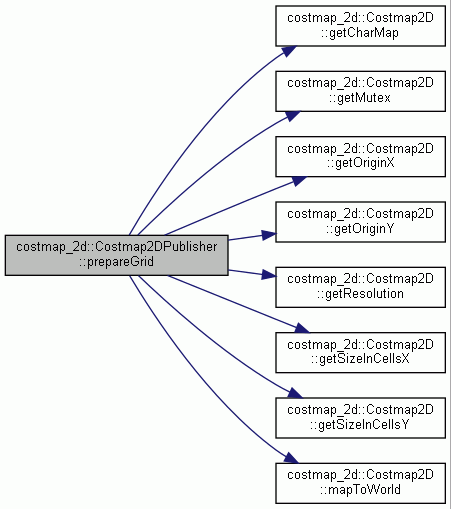 costmap_2d::Costmap2D
::getCharMap
costmap_2d::Costmap2D
::getMutex
costmap_2d::Costmap2D
::getOriginX
costmap_2d::Costmap2D
::getOriginY
costmap_2d::Costmap2DPublisher
::prepareGrid
costmap_2d::Costmap2D
::getResolution
costmap_2d::Costmap2D
::getSizeInCellsX
costmap_2d::Costmap2D
::getSizeInCellsY
costmap_2d::Costmap2D
::mapToWorld